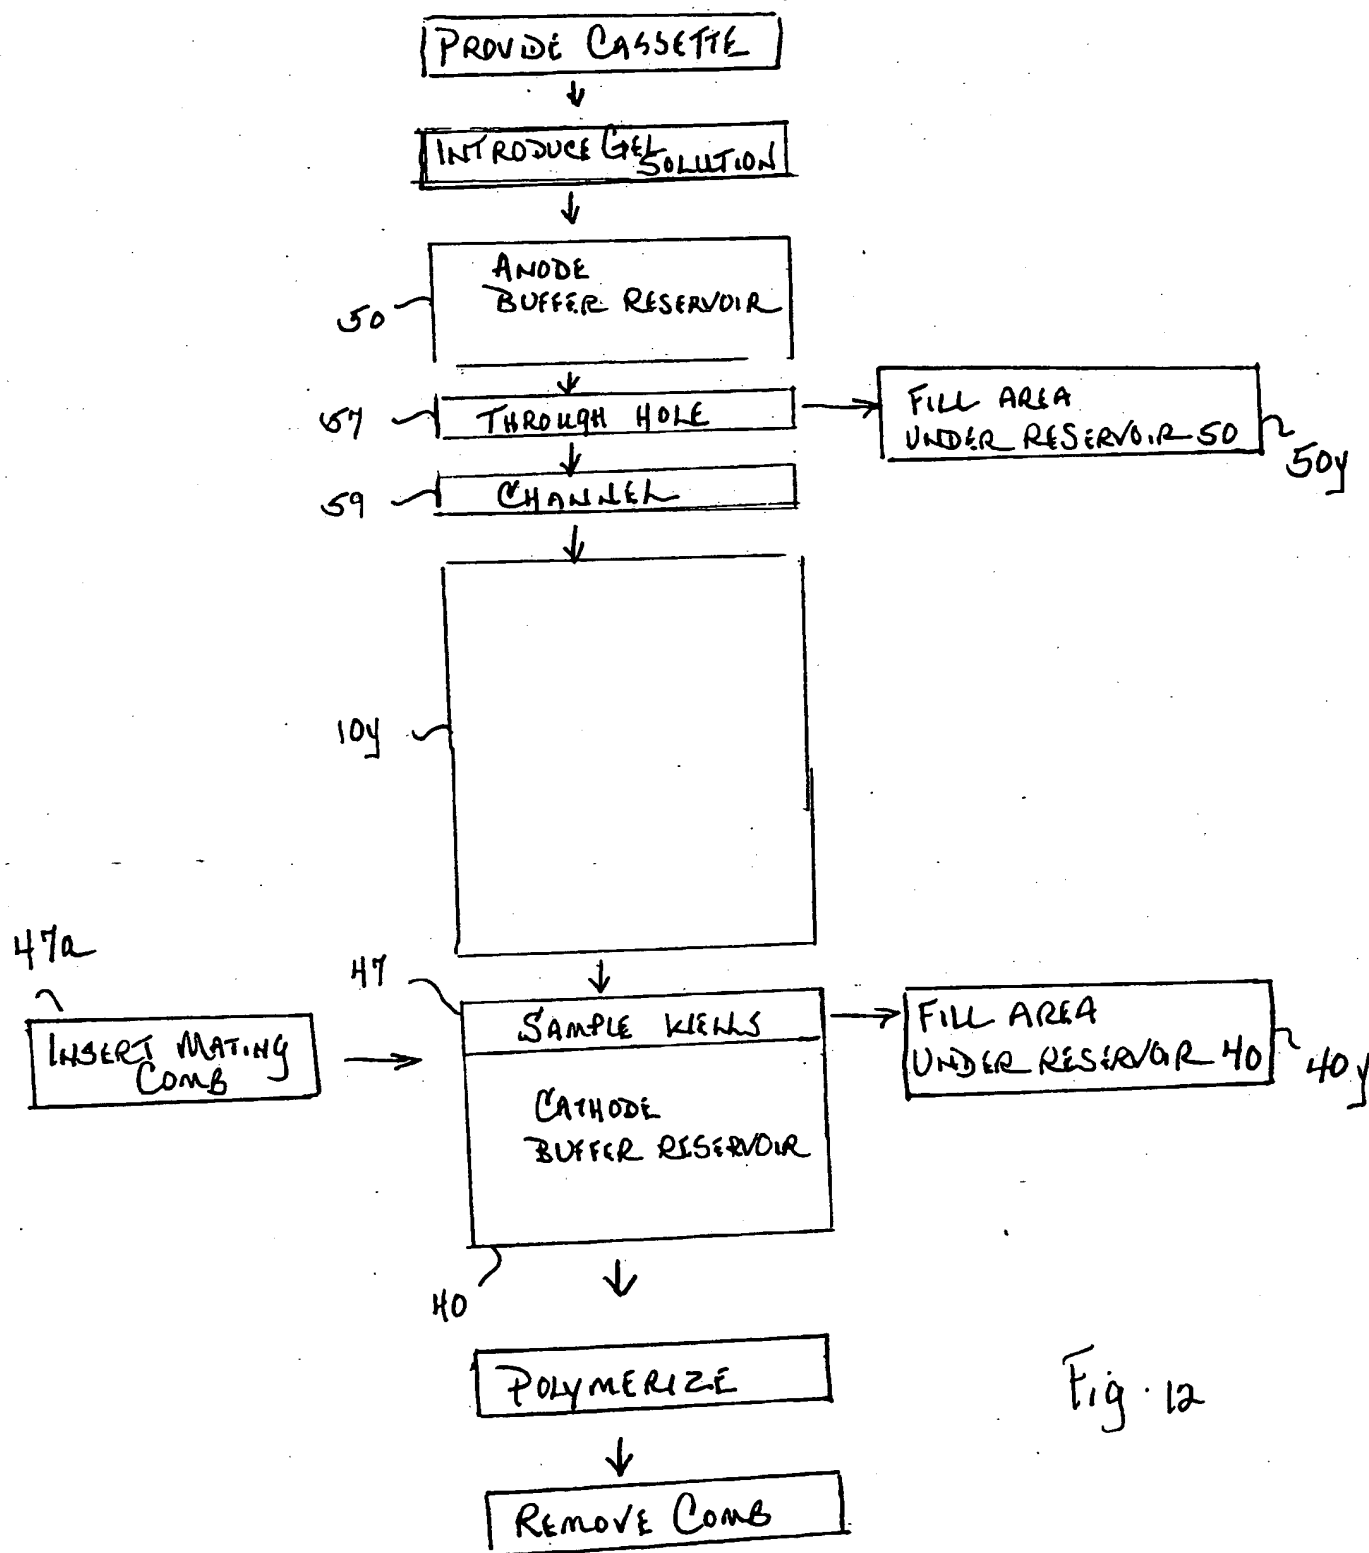 PROVIDE CASSETTE
INTRODUCE GEL
SOLUTION
ANODE
BUFFER RESERVOIR
50
57
THROUGH HOLE
FILL AREA
UNDER RESERVOIR 50
50y
59
CHANNEL
10y
47a
INSERT MATING
COMB
47
SAMPLE WELLS
CATHODE
BUFFER RESERVOIR
FILL AREA
UNDER RESERVOIR 40
40y
40
POLYMERIZE
Fig. 12
REMOVE COMB